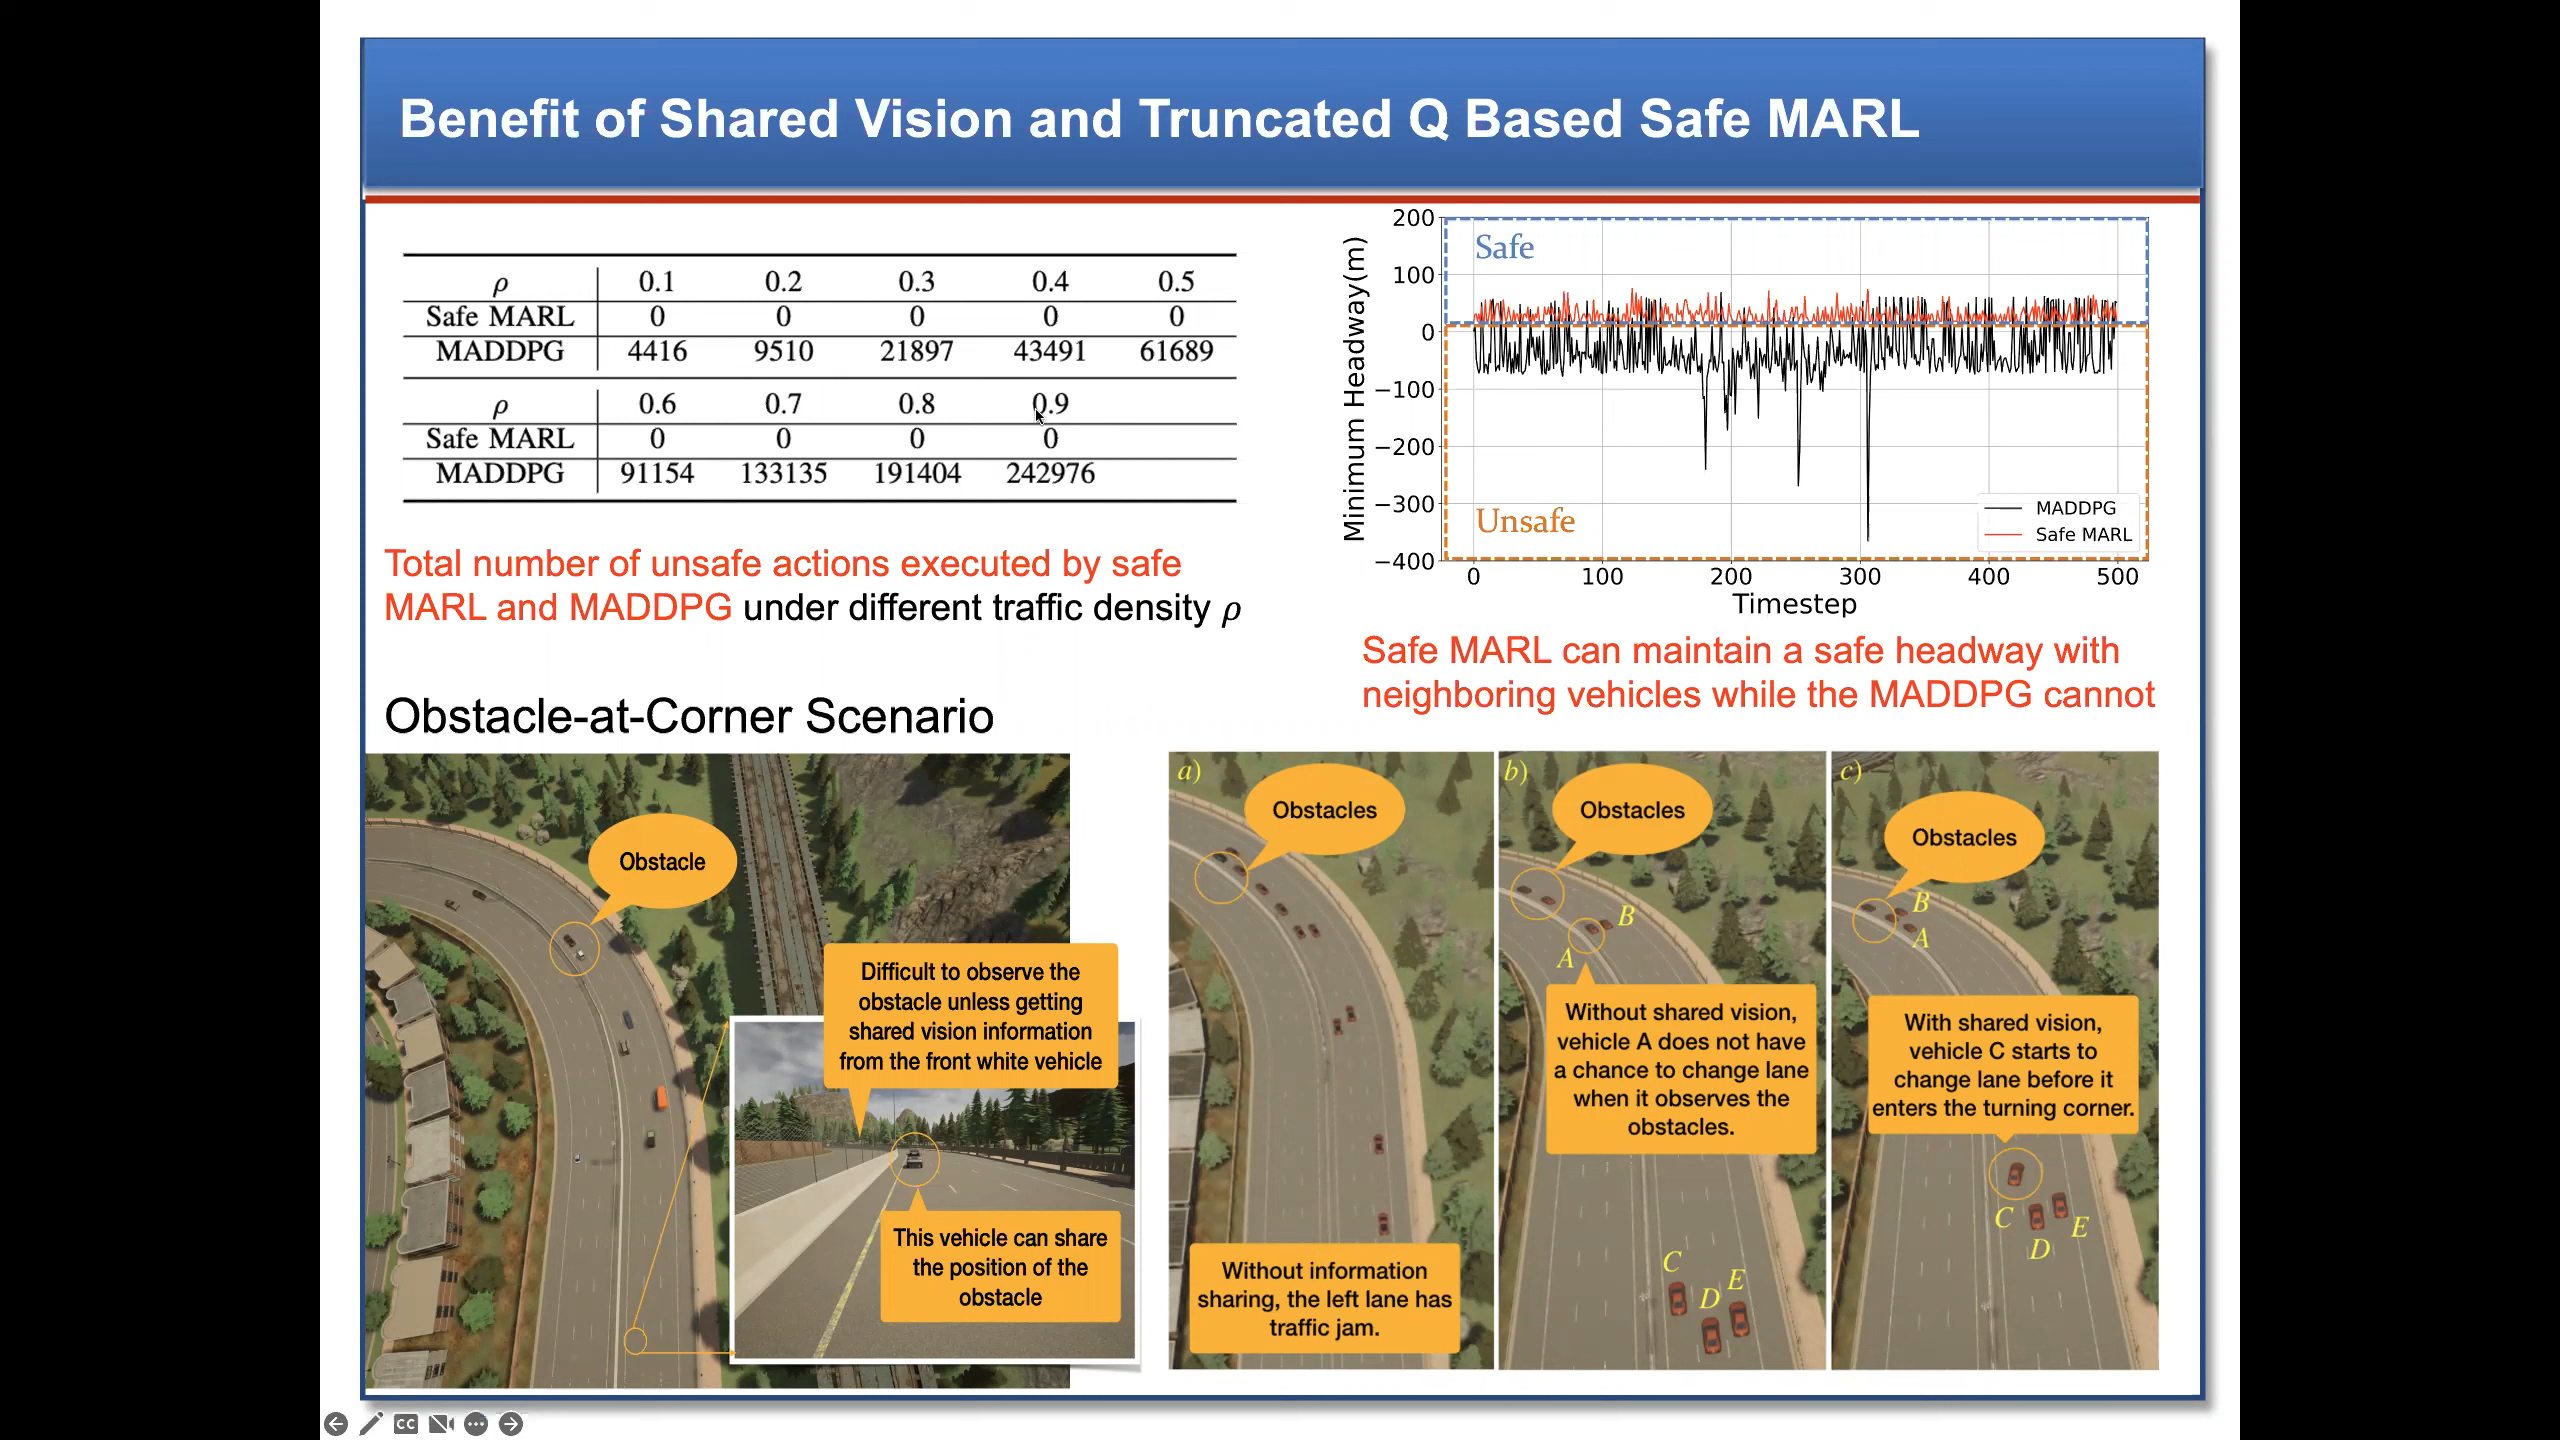 Benefit of Shared Vision and Truncated Q Based Safe MARL
ρ 0.1 0.2 0.3 0.4 0.5
Safe MARL 0 0 0 0 0
MADDPG 4416 9510 21897 43491 61689
ρ 0.6 0.7 0.8 0.9
Safe MARL 0 0 0 0
MADDPG 91154 133135 191404 242976
Total number of unsafe actions executed by safe
MARL and MADDPG under different traffic density ρ
Minimum Headway(m)
200
100
0
−100
−200
−300
−400
Safe
Unsafe
MADDPG
Safe MARL
0 100 200 300 400 500
Timestep
Safe MARL can maintain a safe headway with
neighboring vehicles while the MADDPG cannot
Obstacle-at-Corner Scenario
Obstacle
Difficult to observe the
obstacle unless getting
shared vision information
from the front white vehicle
This vehicle can share
the position of the
obstacle
a)
Obstacles
Without information
sharing, the left lane has
traffic jam.
b)
Obstacles
B
A
Without shared vision,
vehicle A does not have
a chance to change lane
when it observes the
obstacles.
C
D
E
c)
Obstacles
B
A
With shared vision,
vehicle C starts to
change lane before it
enters the turning corner.
C
D
E
CC